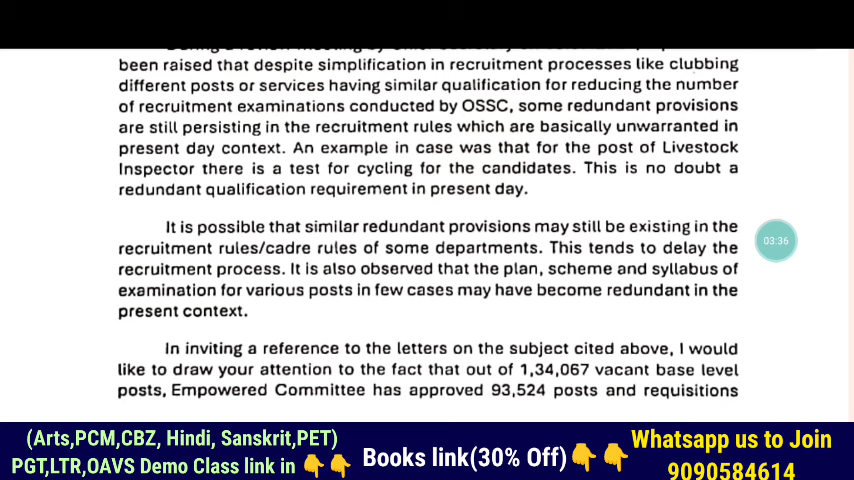 been raised that despite simplification in recruitment processes like clubbing
different posts or services having similar qualification for reducing the number
of recruitment examinations conducted by OSSC, some redundant provisions
are still persisting in the recruitment rules which are basically unwarranted in
present day context. An example in case was that for the post of Livestock
Inspector there is a test for cycling for the candidates. This is no doubt a
redundant qualification requirement in present day.
It is possible that similar redundant provisions may still be existing in the
recruitment rules/cadre rules of some departments. This tends to delay the
recruitment process. It is also observed that the plan, scheme and syllabus of
examination for various posts in few cases may have become redundant in the
present context.
03:36
In inviting a reference to the letters on the subject cited above, I would
like to draw your attention to the fact that out of 1,34,067 vacant base level
posts, Empowered Committee has approved 93,524 posts and requisitions
(Arts,PCM,CBZ, Hindi, Sanskrit,PET)
PGT,LTR,OAVS Demo Class link in 👇👇
Books link(30% Off)👇👇
Whatsapp us to Join
9090584614